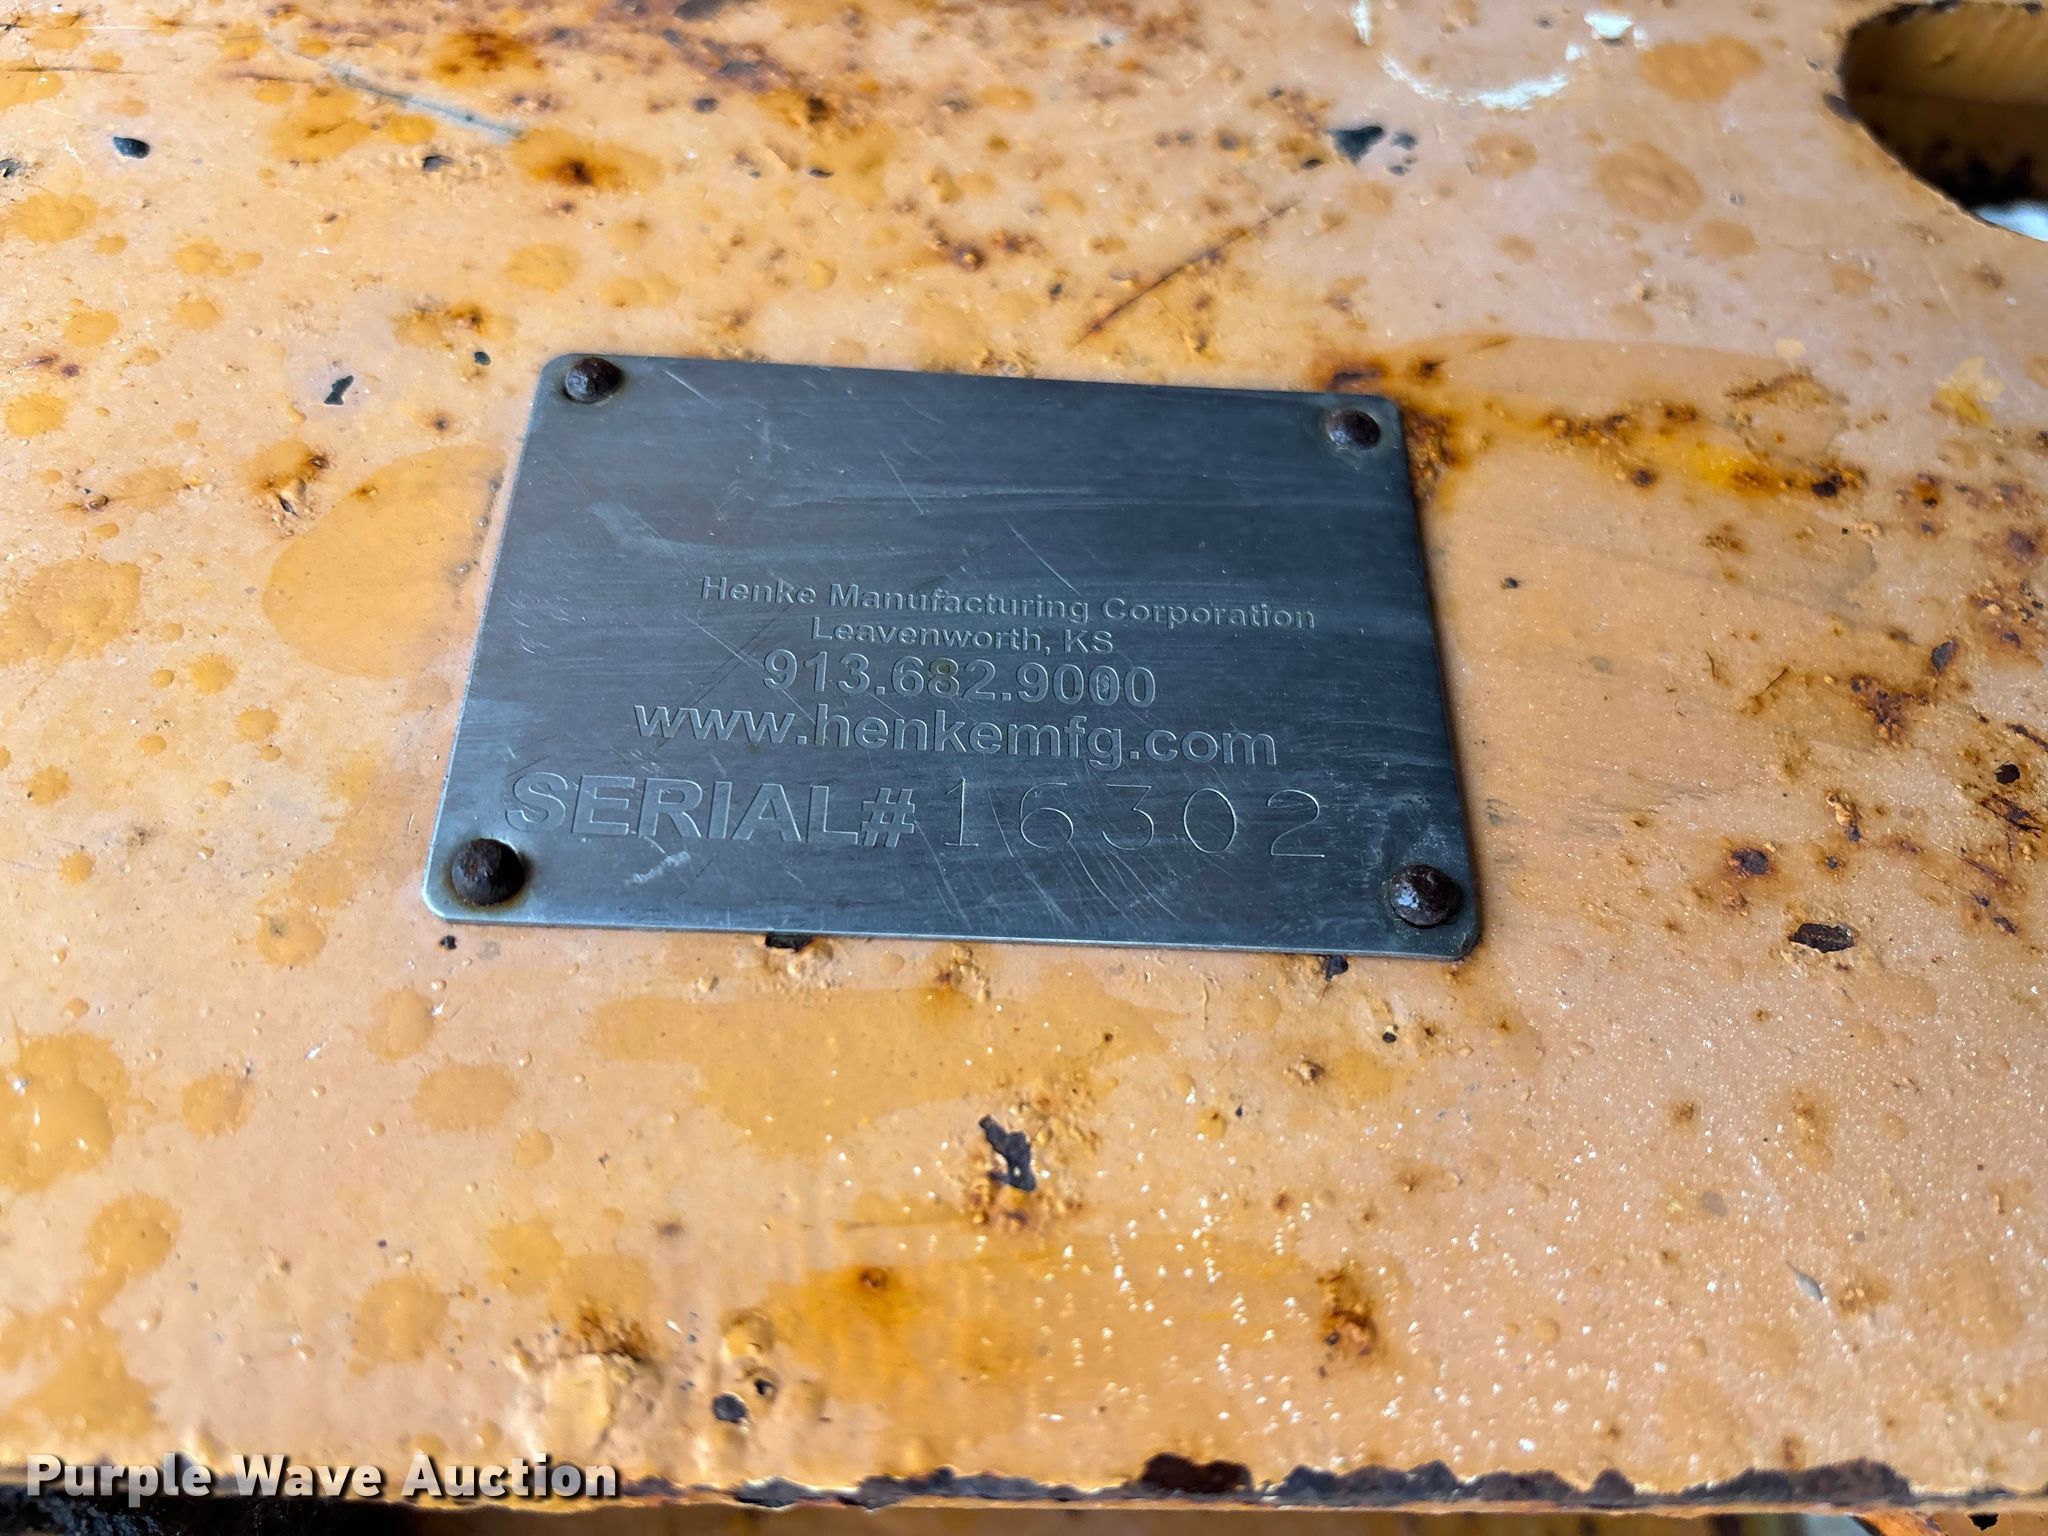 Henke Manufacturing Corporation
Leavenworth, KS
913.682.9000
www.henkemfg.com
SERIAL# 16302
Purple Wave Auction